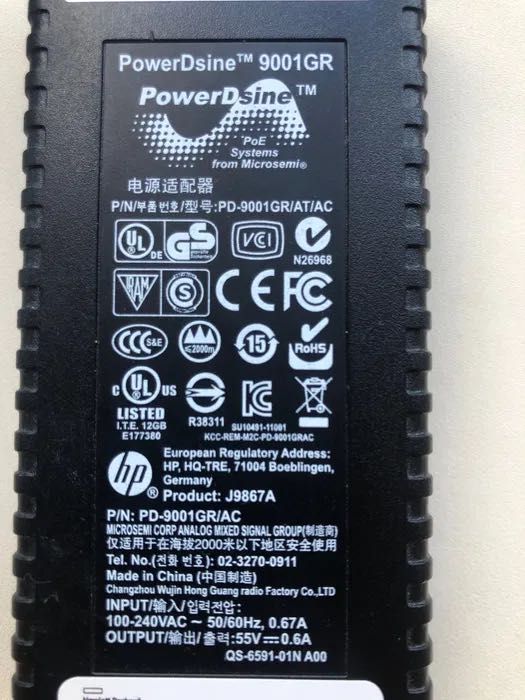 PowerDsine™ 9001GR
PowerDsine™
PoE
Systems
from Microsemi®
电源适配器
P/N/부품 번호/型号:PD-9001GR/AT/AC
UL DE GS geprüfte Sicherheit VCI N26968
S CE FC
CCC S&E ≤2000m 15 RoHS
C UL US
LISTED
I.T.E. 12GB
E177380
R38311
SU10491-11091
KCC-REM-M2C-PD-9001GRAC
hp®
European Regulatory Address:
HP, HQ-TRE, 71004 Boeblingen,
Germany
Product: J9867A
P/N: PD-9001GR/AC
MICROSEMI CORP ANALOG MIXED SIGNAL GROUP(制造商)
仅适用于在海拔2000米以下地区安全使用
Tel. No.(전화 번호): 02-3270-0911
Made in China (中国制造)
Changzhou Wujin Hong Guang radio Factory Co.,LTD
INPUT/输入/입력전압:
100-240VAC ~ 50/60Hz, 0.67A
OUTPUT/输出/출력:55V⎓0.6A
QS-6591-01N A00